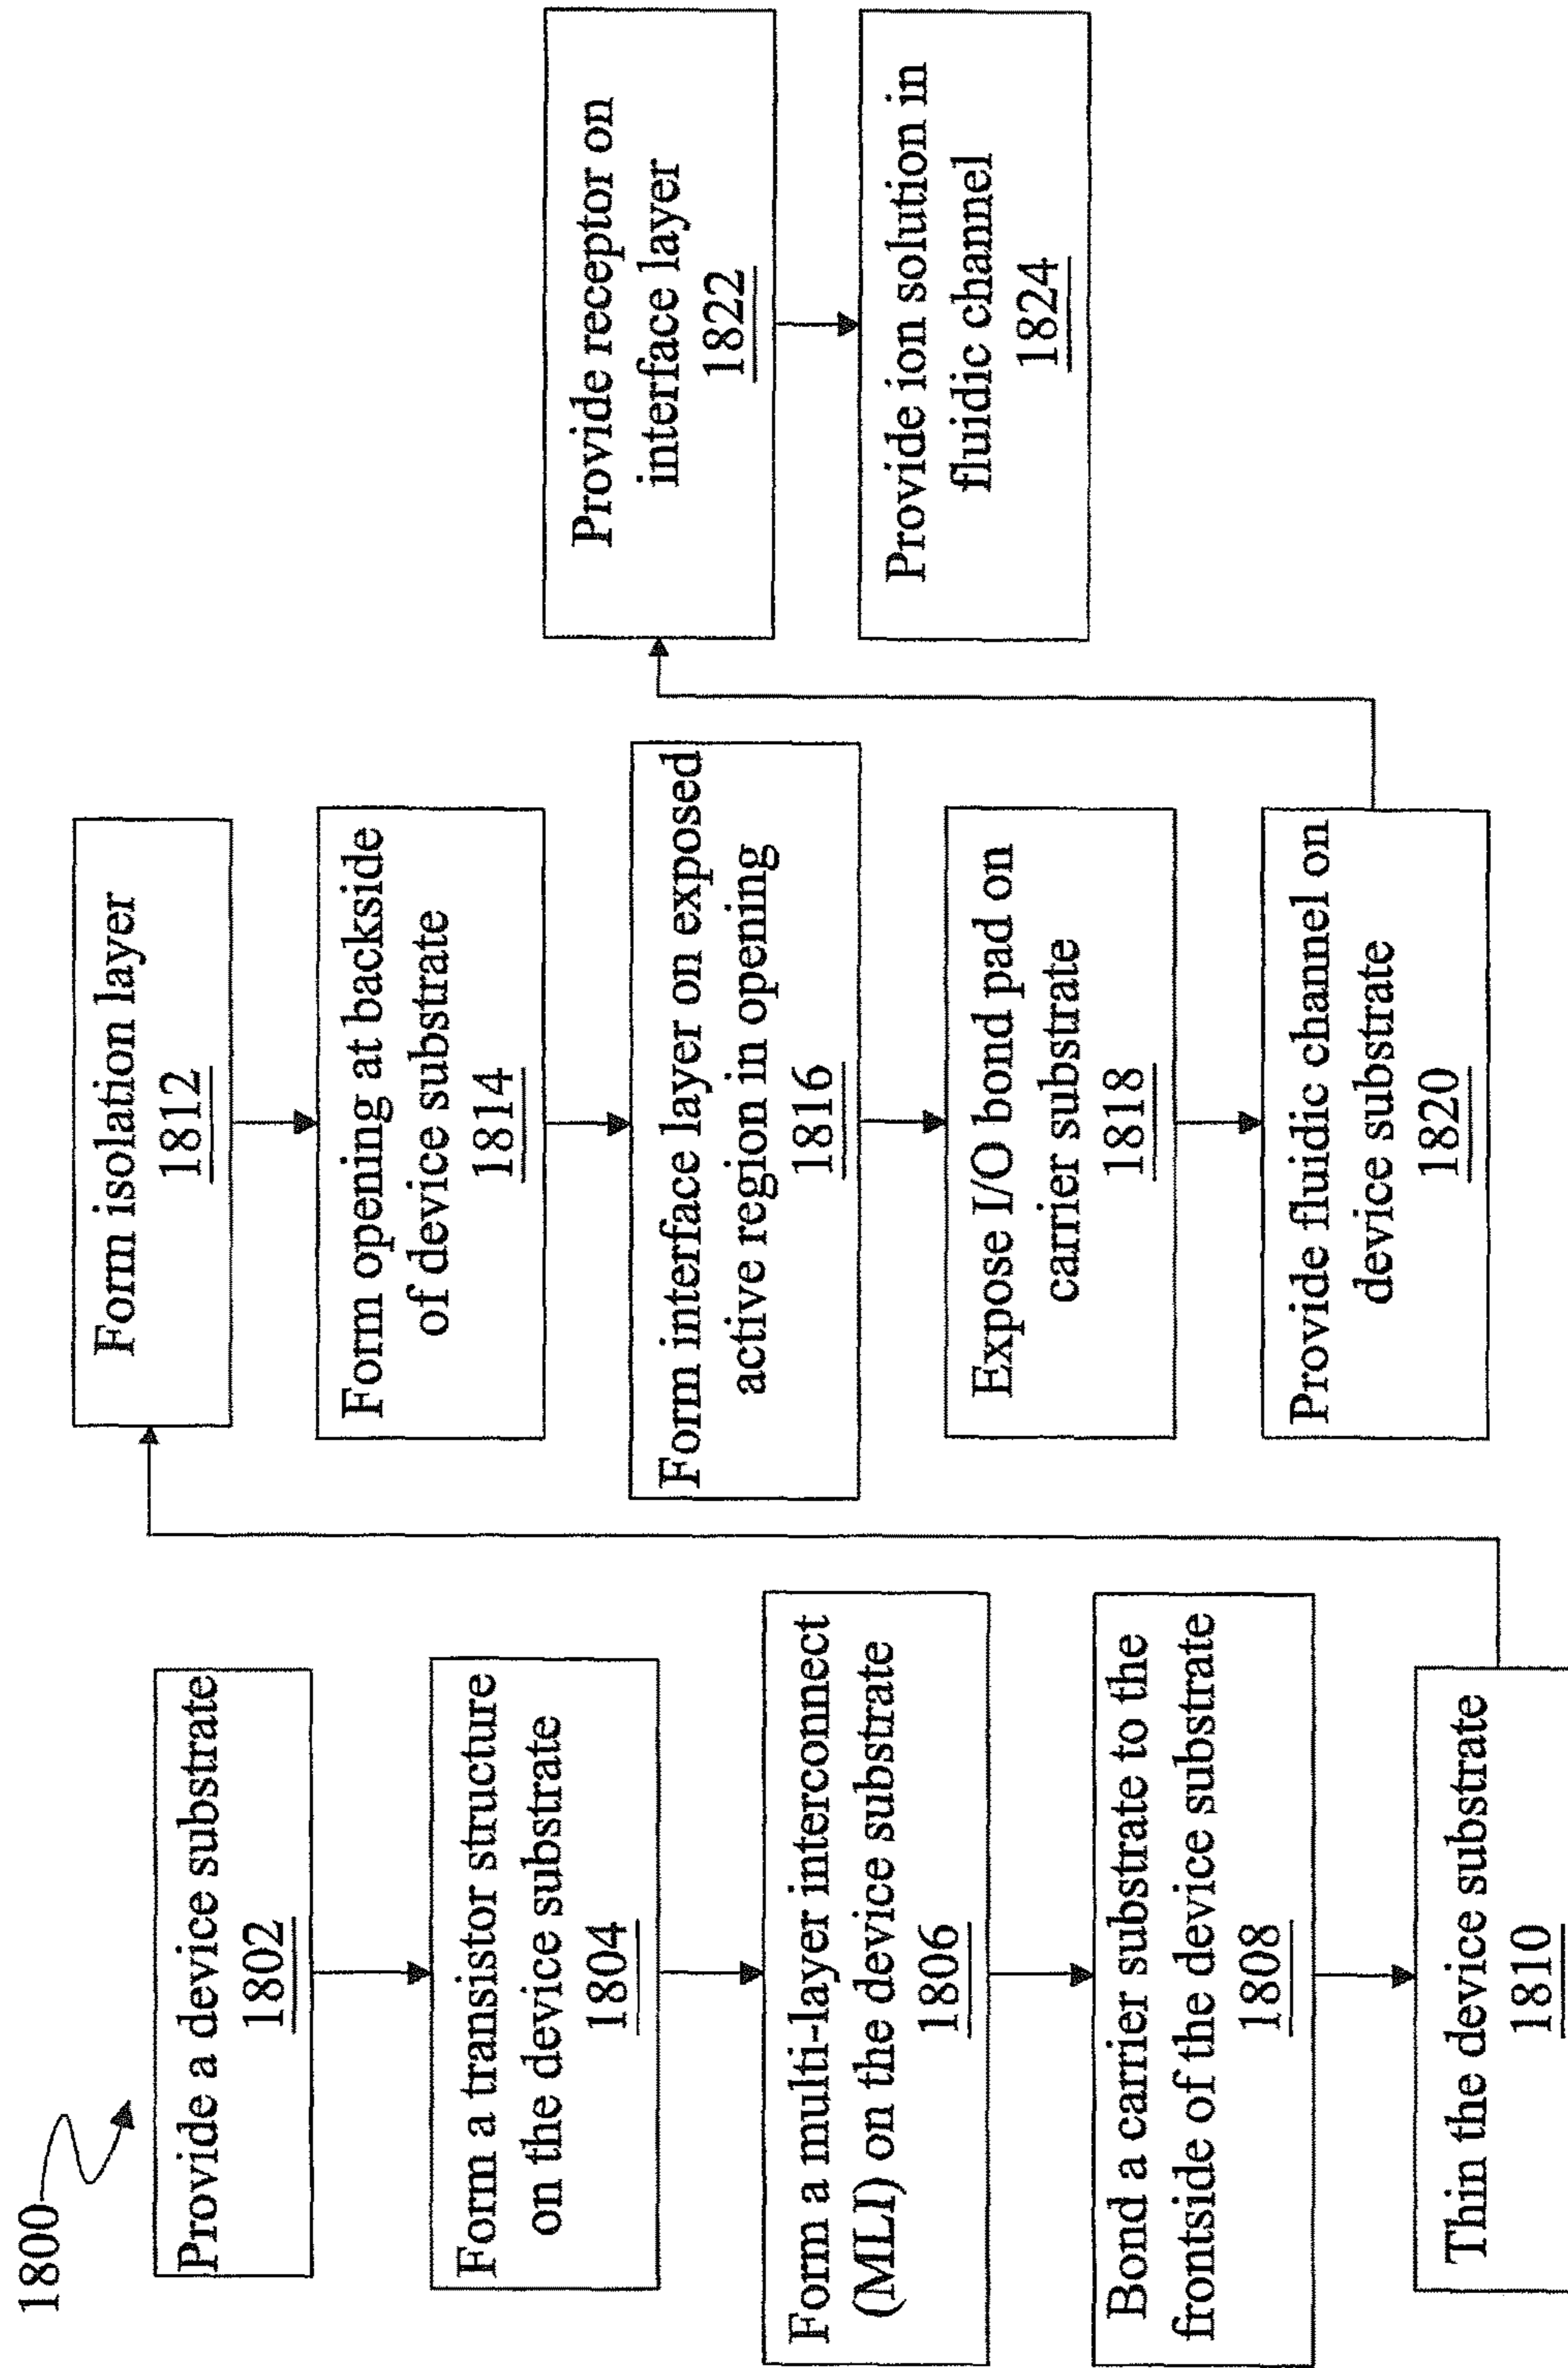 1800
Provide a device substrate
1802
Form a transistor structure
on the device substrate
1804
Form a multi-layer interconnect
(MLI) on the device substrate
1806
Bond a carrier substrate to the
frontside of the device substrate
1808
Thin the device substrate
1810
Form isolation layer
1812
Form opening at backside
of device substrate
1814
Form interface layer on exposed
active region in opening
1816
Expose I/O bond pad on
carrier substrate
1818
Provide fluidic channel on
device substrate
1820
Provide receptor on
interface layer
1822
Provide ion solution in
fluidic channel
1824